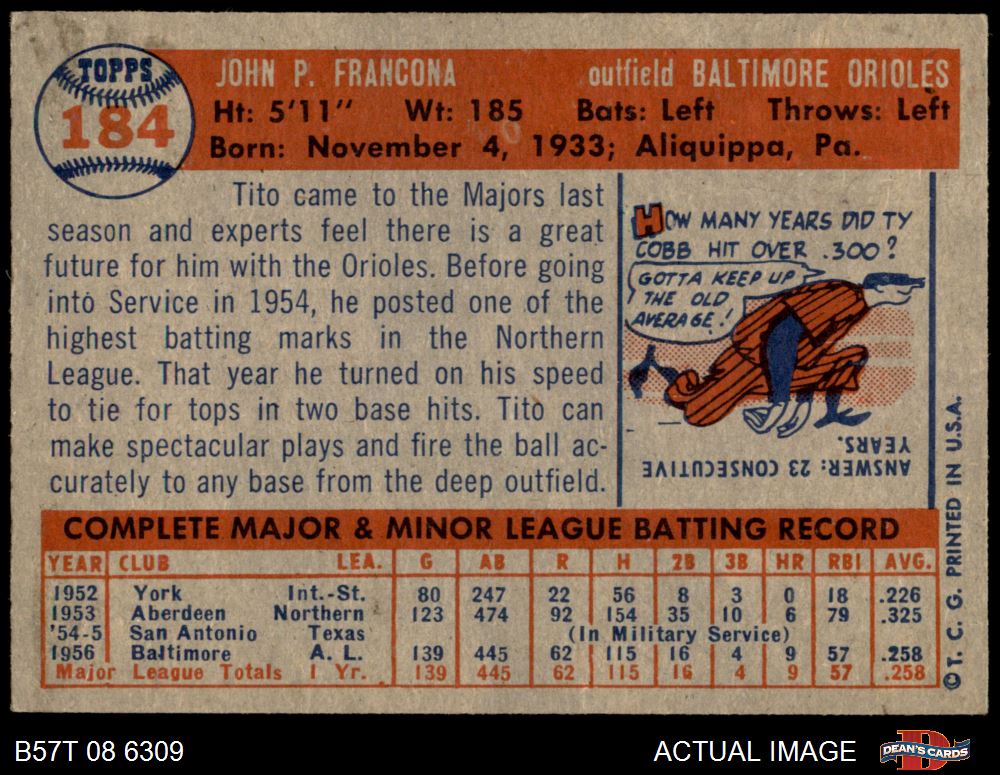 TOPPS
184
JOHN P. FRANCONA outfield BALTIMORE ORIOLES
Ht: 5'11" Wt: 185 Bats: Left Throws: Left
Born: November 4, 1933; Aliquippa, Pa.
Tito came to the Majors last
season and experts feel there is a great
future for him with the Orioles. Before going
into Service in 1954, he posted one of the
highest batting marks in the Northern
League. That year he turned on his speed
to tie for tops in two base hits. Tito can
make spectacular plays and fire the ball ac-
curately to any base from the deep outfield.
HOW MANY YEARS DID TY
COBB HIT OVER .300?
GOTTA KEEP UP
THE OLD
AVERAGE!
ANSWER: 23 CONSECUTIVE
YEARS.
COMPLETE MAJOR & MINOR LEAGUE BATTING RECORD
YEAR CLUB LEA. G AB R H 2B 3B HR RBI AVG.
1952 York Int.-St. 80 247 22 56 8 3 0 18 .226
1953 Aberdeen Northern 123 474 92 154 35 10 6 79 .325
'54-5 San Antonio Texas (In Military Service)
1956 Baltimore A. L. 139 445 62 115 16 4 9 57 .258
Major League Totals 1 Yr. 139 445 62 115 16 4 9 57 .258
©T. C. G. PRINTED IN U.S.A.
B57T 08 6309 ACTUAL IMAGE DEAN'S CARDS